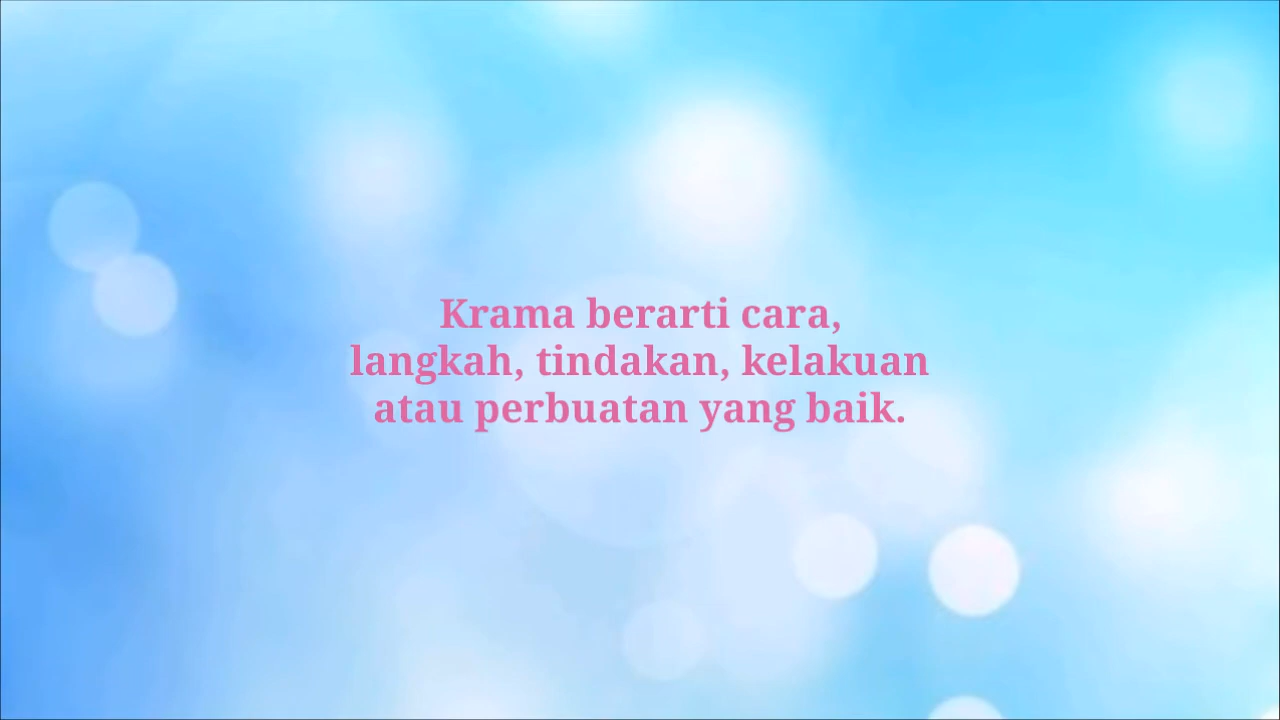 Krama berarti cara,
langkah, tindakan, kelakuan
atau perbuatan yang baik.